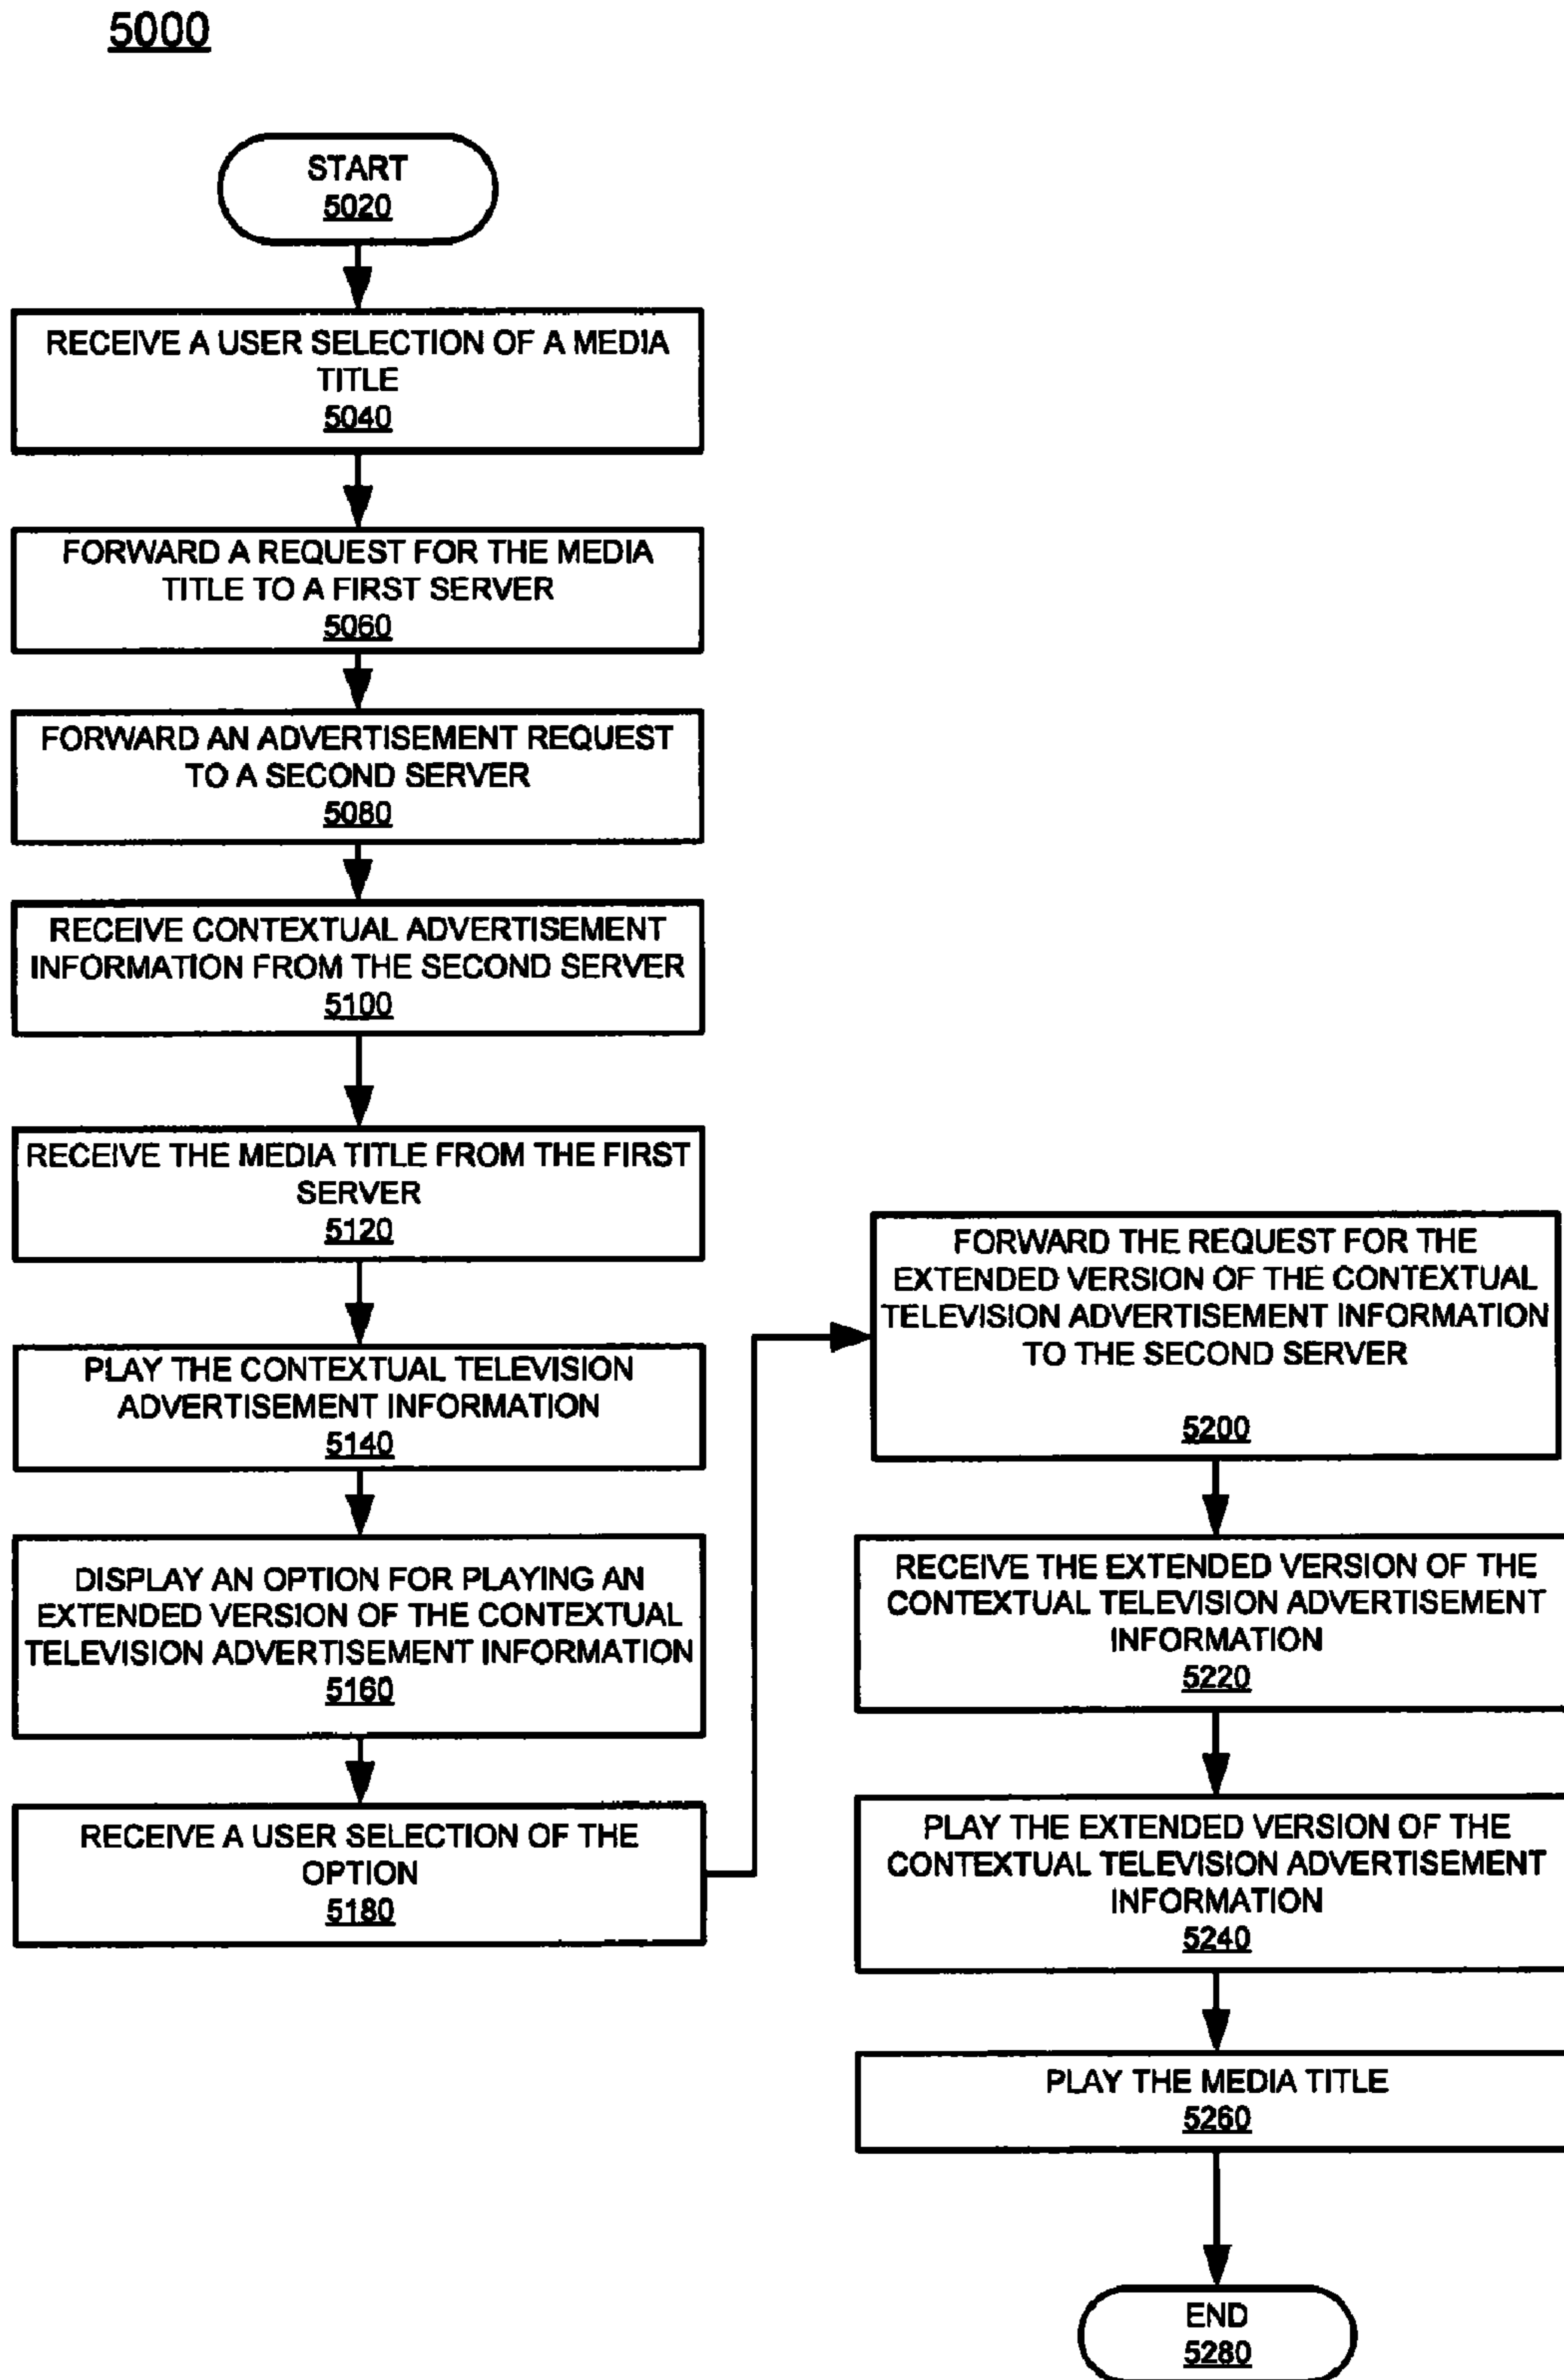 5000
START
5020
RECEIVE A USER SELECTION OF A MEDIA
TITLE
5040
FORWARD A REQUEST FOR THE MEDIA
TITLE TO A FIRST SERVER
5060
FORWARD AN ADVERTISEMENT REQUEST
TO A SECOND SERVER
5080
RECEIVE CONTEXTUAL ADVERTISEMENT
INFORMATION FROM THE SECOND SERVER
5100
RECEIVE THE MEDIA TITLE FROM THE FIRST
SERVER
5120
PLAY THE CONTEXTUAL TELEVISION
ADVERTISEMENT INFORMATION
5140
DISPLAY AN OPTION FOR PLAYING AN
EXTENDED VERSION OF THE CONTEXTUAL
TELEVISION ADVERTISEMENT INFORMATION
5160
RECEIVE A USER SELECTION OF THE
OPTION
5180
FORWARD THE REQUEST FOR THE
EXTENDED VERSION OF THE CONTEXTUAL
TELEVISION ADVERTISEMENT INFORMATION
TO THE SECOND SERVER
5200
RECEIVE THE EXTENDED VERSION OF THE
CONTEXTUAL TELEVISION ADVERTISEMENT
INFORMATION
5220
PLAY THE EXTENDED VERSION OF THE
CONTEXTUAL TELEVISION ADVERTISEMENT
INFORMATION
5240
PLAY THE MEDIA TITLE
5260
END
5280